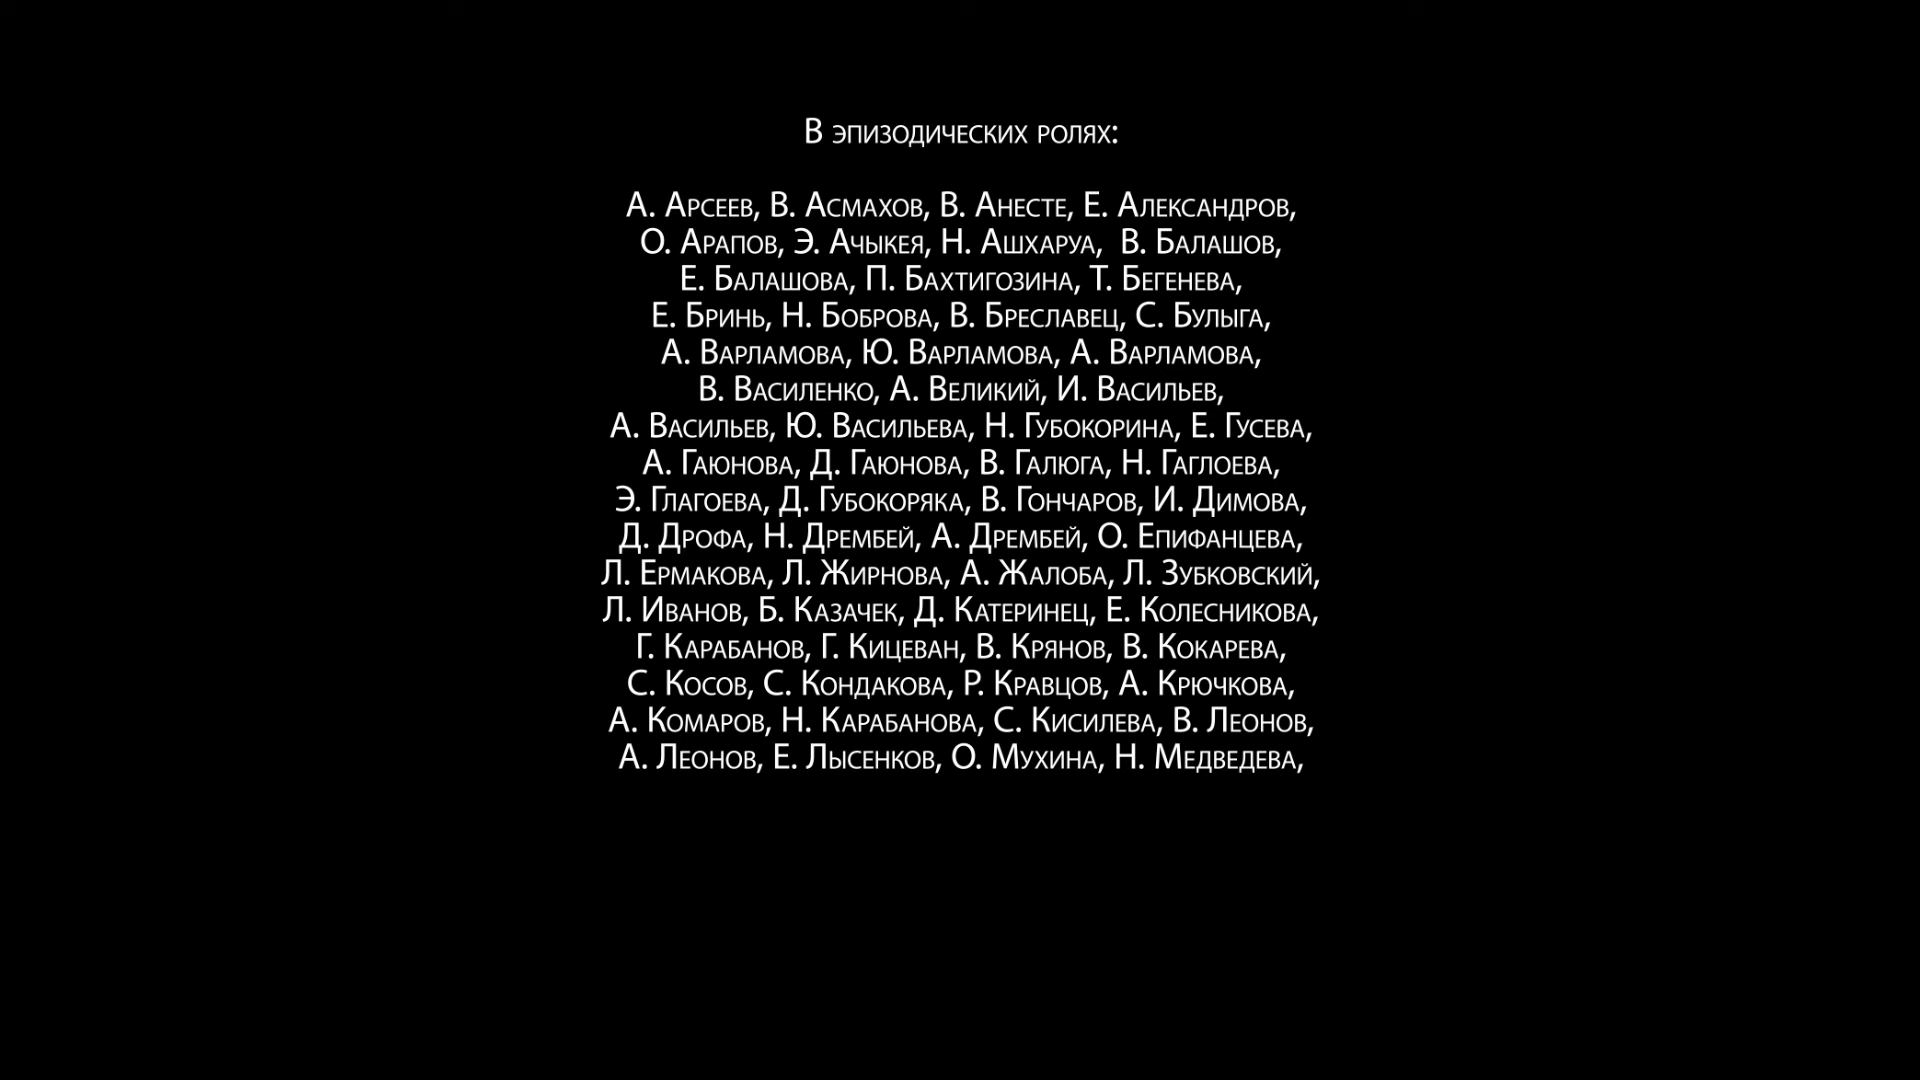 В эпизодических ролях:
А. Арсеев, В. Асмахов, В. Анесте, Е. Александров,
О. Арапов, Э. Ачыкея, Н. Ашхаруа, В. Балашов,
Е. Балашова, П. Бахтигозина, Т. Бегенева,
Е. Бринь, Н. Боброва, В. Бреславец, С. Булыга,
А. Варламова, Ю. Варламова, А. Варламова,
В. Василенко, А. Великий, И. Васильев,
А. Васильев, Ю. Васильева, Н. Губокорина, Е. Гусева,
А. Гаюнова, Д. Гаюнова, В. Галюга, Н. Гаглоева,
Э. Глагоева, Д. Губокоряка, В. Гончаров, И. Димова,
Д. Дрофа, Н. Дрембей, А. Дрембей, О. Епифанцева,
Л. Ермакова, Л. Жирнова, А. Жалоба, Л. Зубковский,
Л. Иванов, Б. Казачек, Д. Катеринец, Е. Колесникова,
Г. Карабанов, Г. Кицеван, В. Крянов, В. Кокарева,
С. Косов, С. Кондакова, Р. Кравцов, А. Крючкова,
А. Комаров, Н. Карабанова, С. Кисилева, В. Леонов,
А. Леонов, Е. Лысенков, О. Мухина, Н. Медведева,